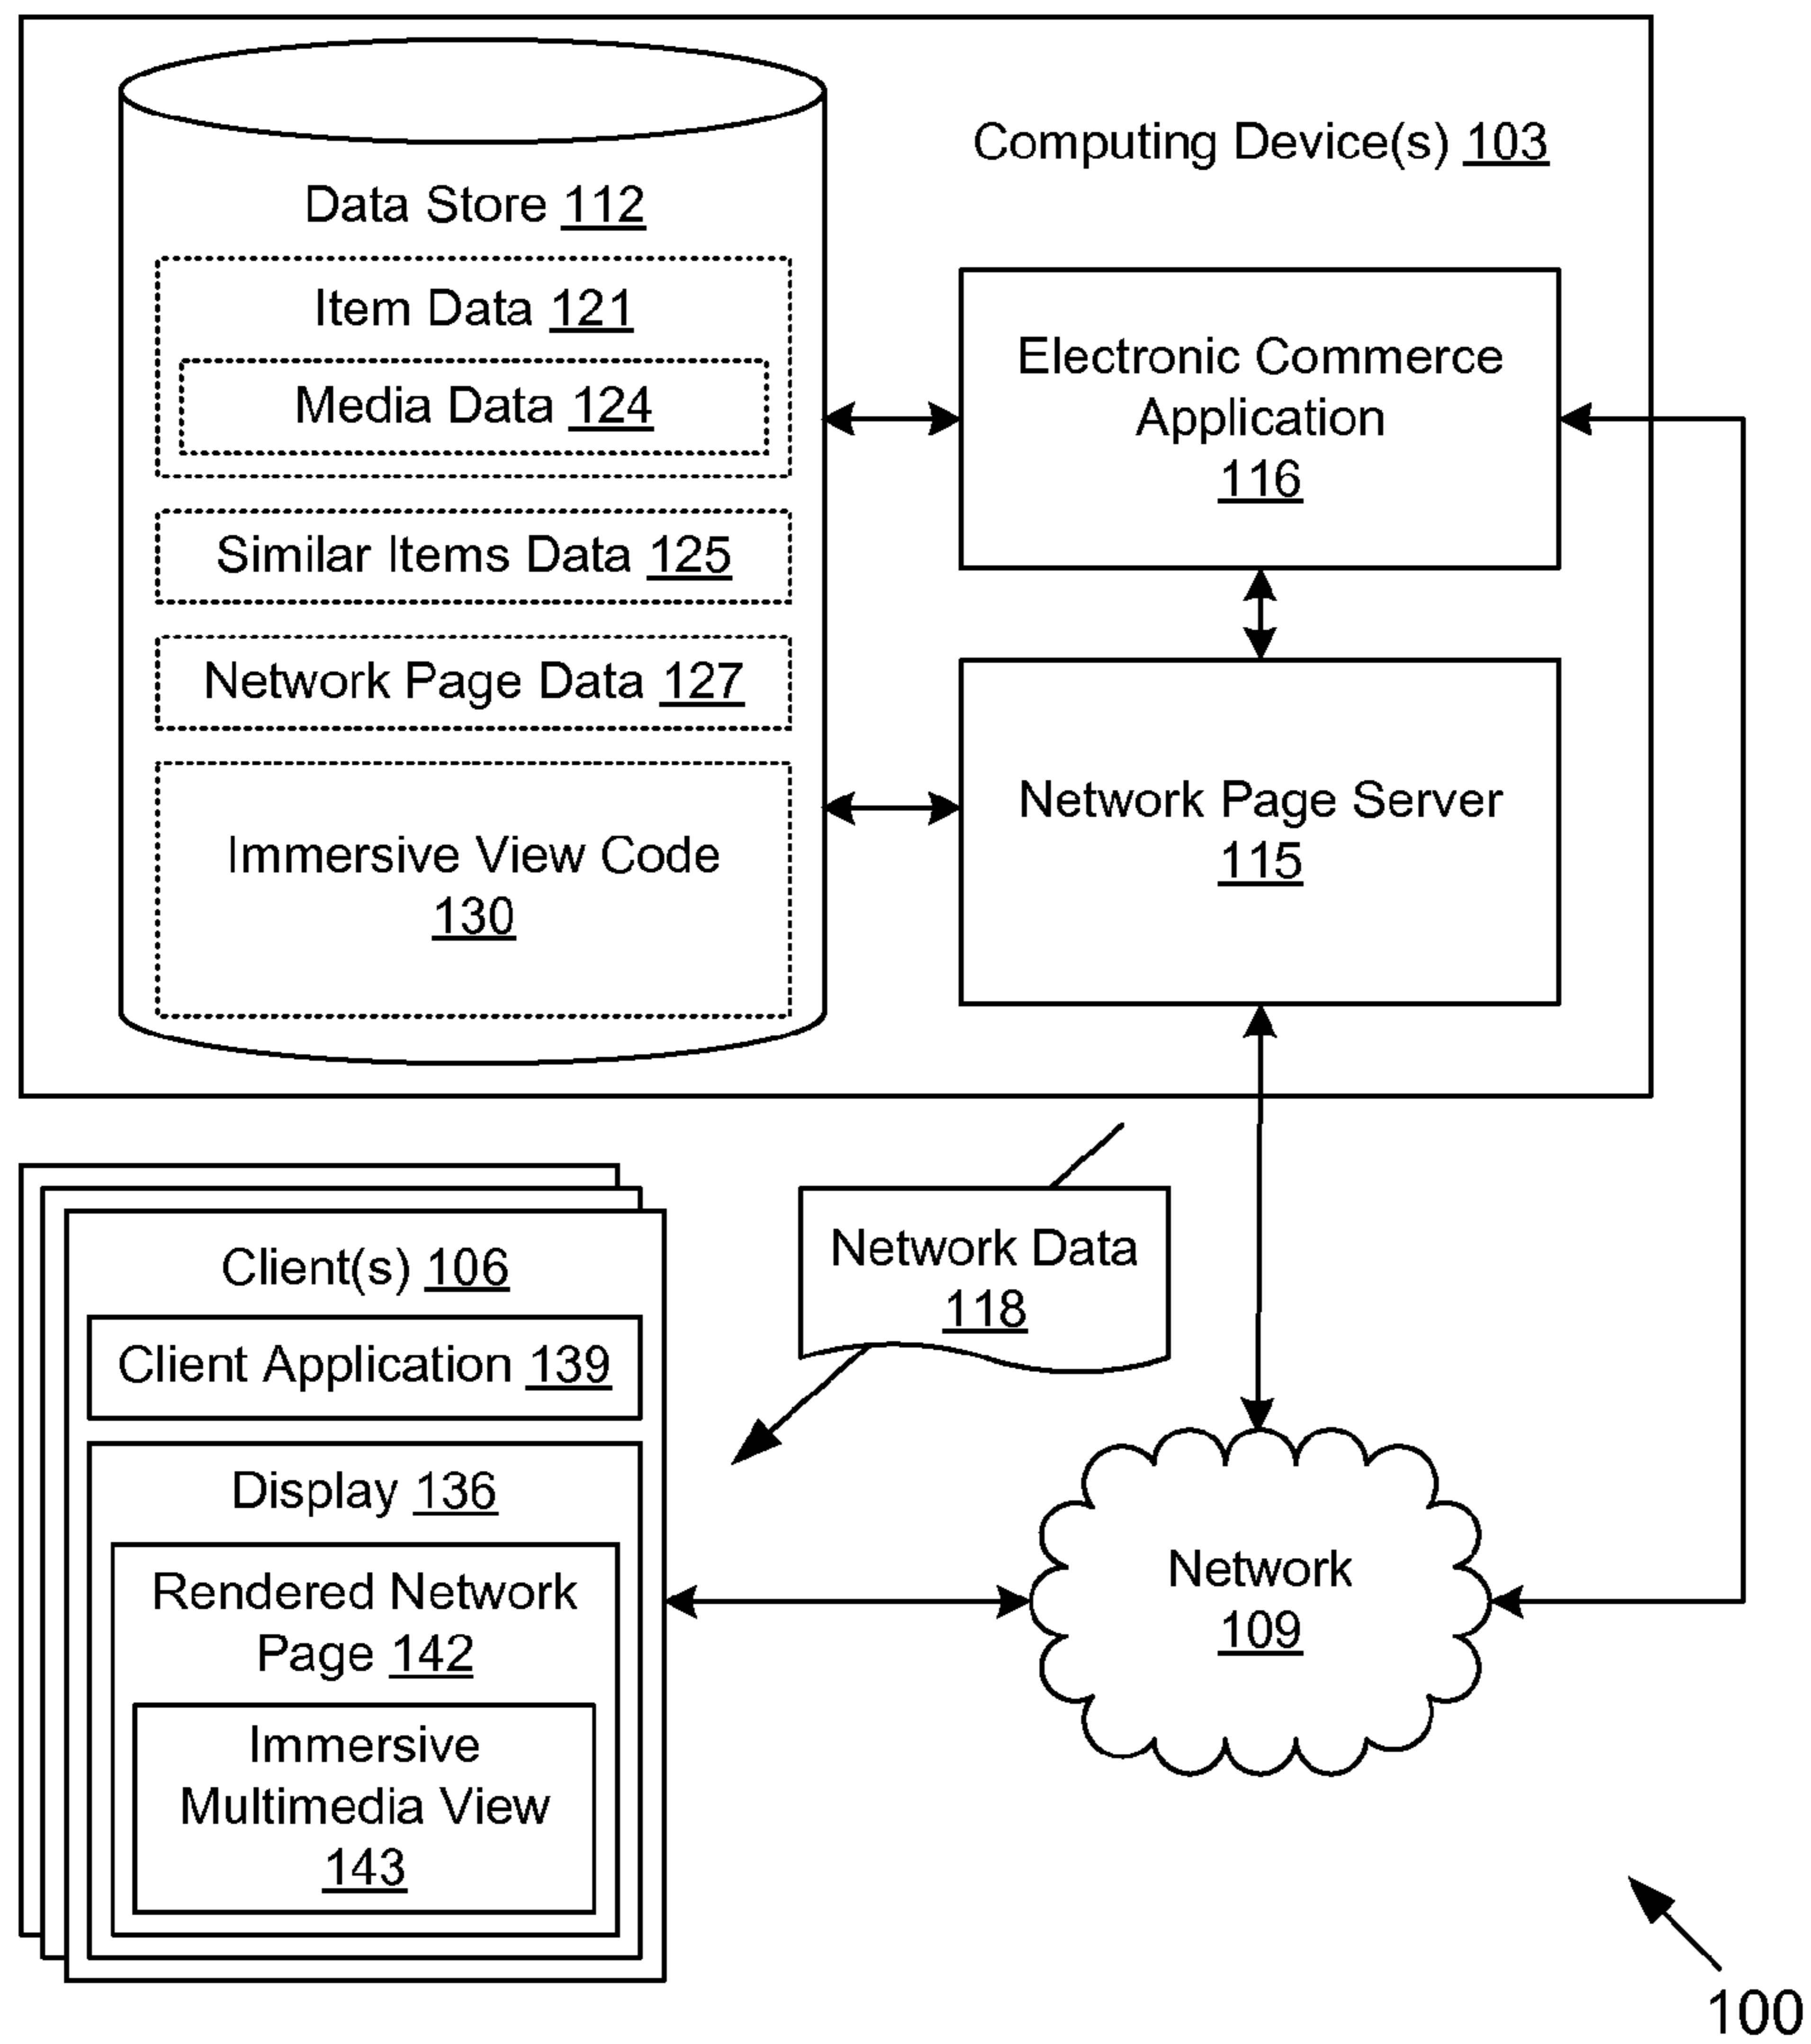 Computing Device(s) 103
Data Store 112
Item Data 121
Media Data 124
Similar Items Data 125
Network Page Data 127
Immersive View Code
130
Electronic Commerce
Application
116
Network Page Server
115
Network Data
118
Client(s) 106
Client Application 139
Display 136
Rendered Network
Page 142
Immersive
Multimedia View
143
Network
109
100